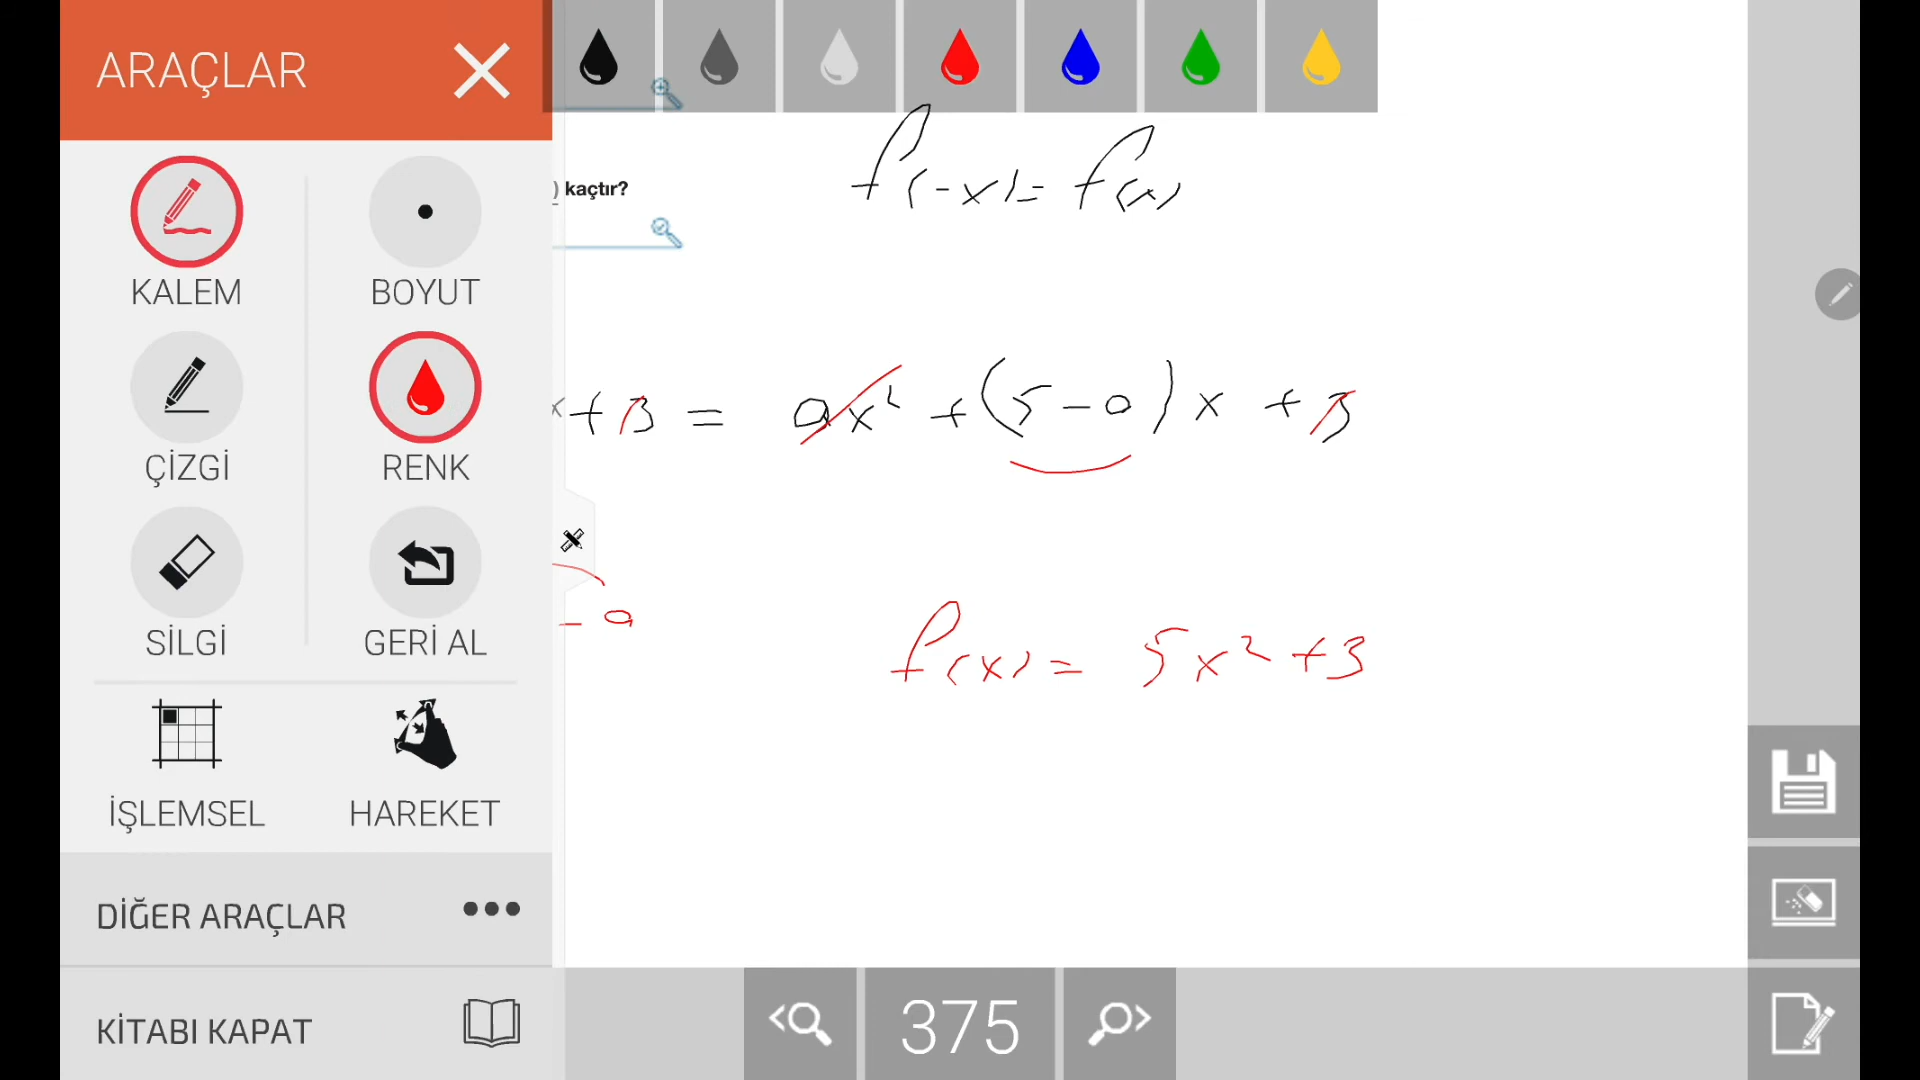 ARAÇLAR
KALEM
BOYUT
ÇİZGİ
RENK
SİLGİ
GERİ AL
İŞLEMSEL
HAREKET
DİĞER ARAÇLAR
KİTABI KAPAT
) kaçtır?
f(-x) = f(x)
x + 3 = ax² + (5 - a)x + 3
- a
f(x) = 5x² + 3
375